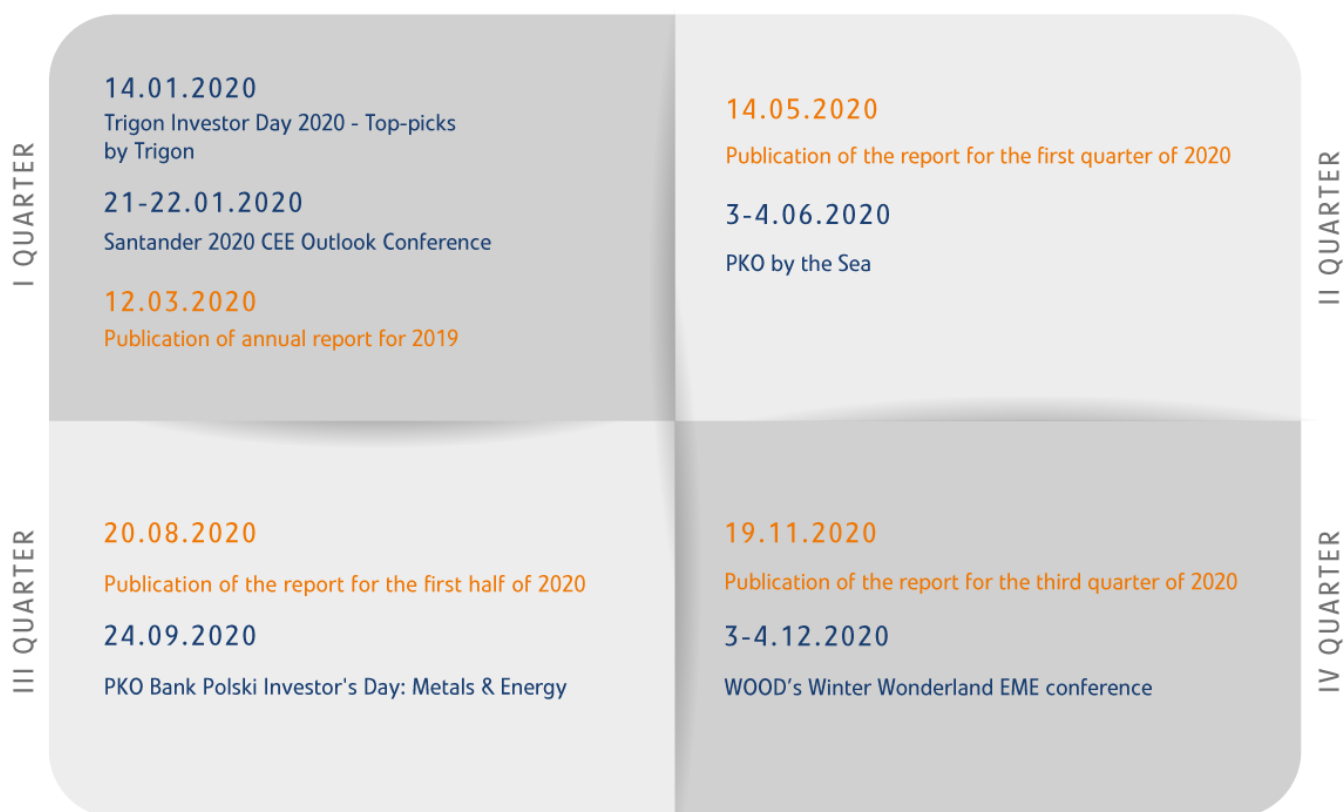 I QUARTER
14.01.2020
Trigon Investor Day 2020 - Top-picks
by Trigon
21-22.01.2020
Santander 2020 CEE Outlook Conference
12.03.2020
Publication of annual report for 2019
II QUARTER
14.05.2020
Publication of the report for the first quarter of 2020
3-4.06.2020
PKO by the Sea
III QUARTER
20.08.2020
Publication of the report for the first half of 2020
24.09.2020
PKO Bank Polski Investor's Day: Metals & Energy
IV QUARTER
19.11.2020
Publication of the report for the third quarter of 2020
3-4.12.2020
WOOD’s Winter Wonderland EME conference